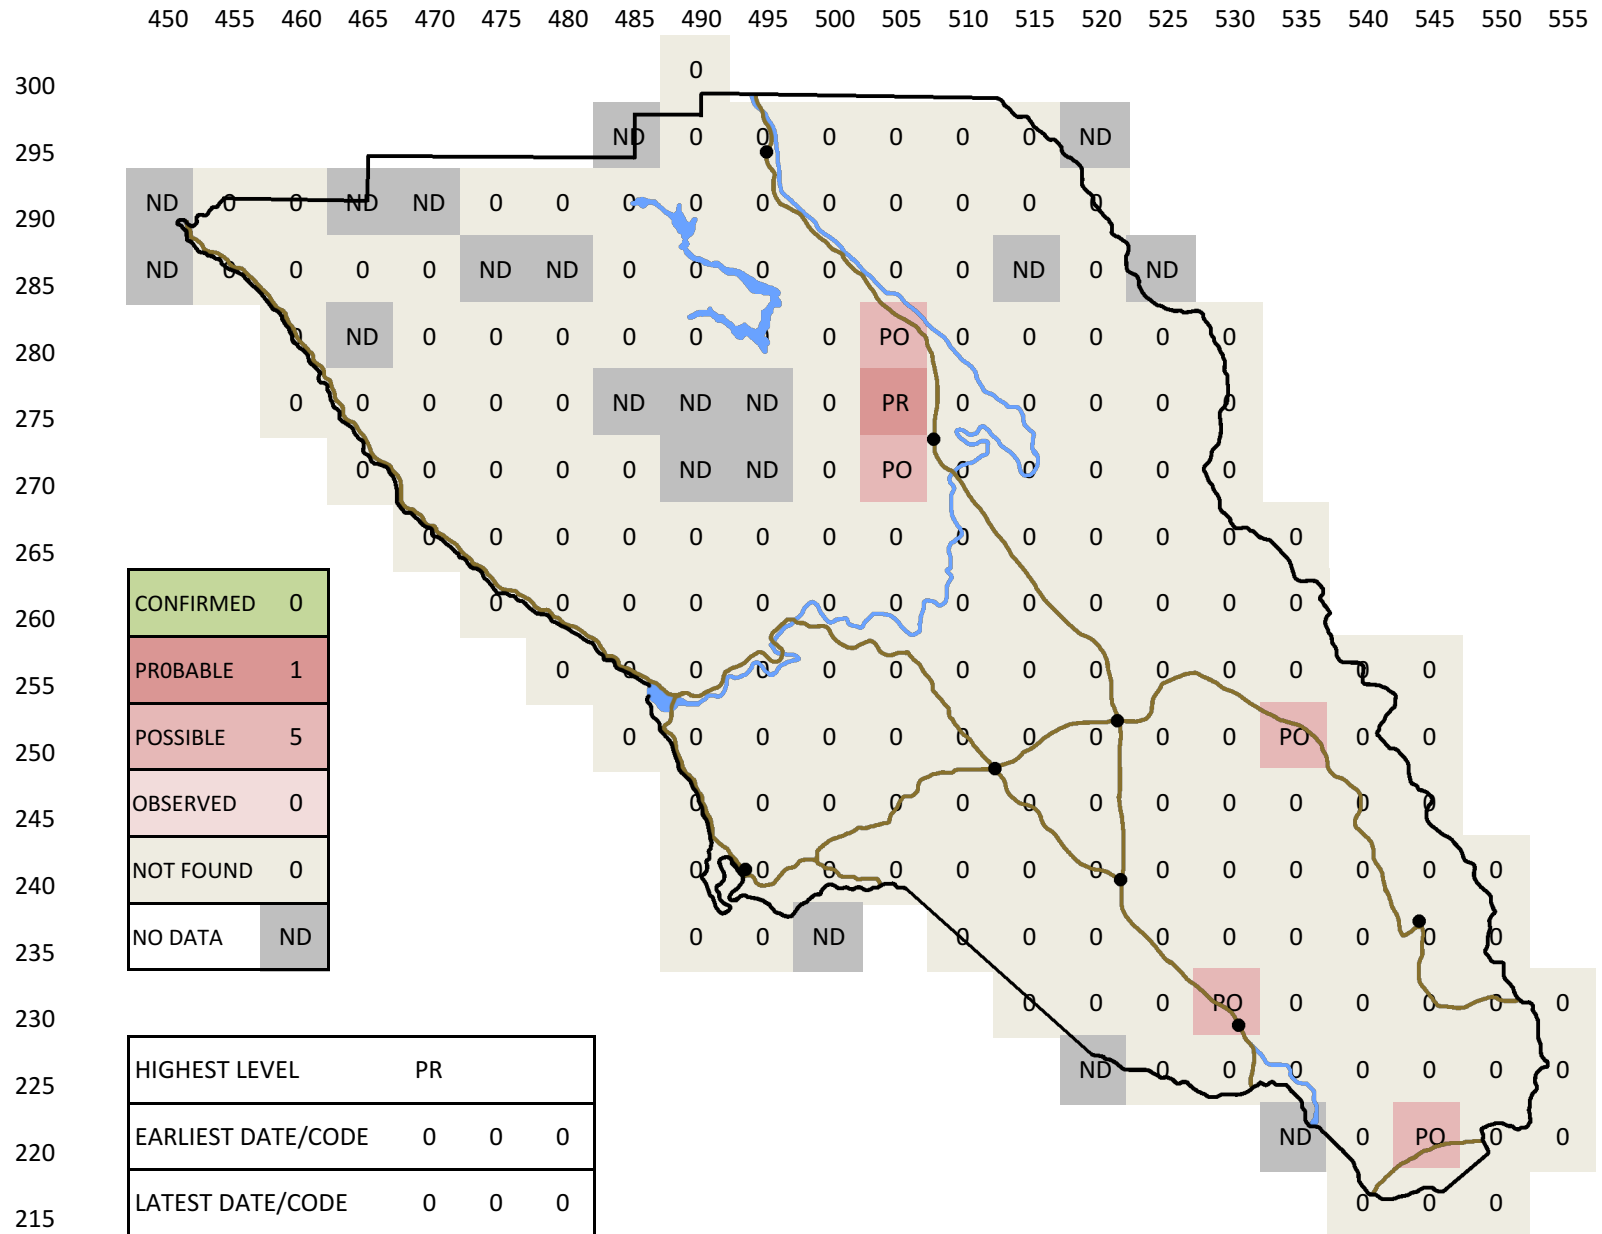 450 455 460 465 470 475 480 485 490 495 500 505 510 515 520 525 530 535 540 545 550 555
0
300
ND 0 0 0 0 0 0 ND
295
ND 0 0 ND ND 0 0 0 0 0 0 0 0 0 0
290
ND 0 0 0 0 ND ND 0 0 0 0 0 0 ND 0 ND
285
0 ND 0 0 0 0 0 0 0 PO 0 0 0 0 0
280
0 0 0 0 0 ND ND ND 0 PR 0 0 0 0 0
275
0 0 0 0 0 ND ND 0 PO 0 0 0 0 0
270
0 0 0 0 0 0 0 0 0 0 0 0 0 0
265
CONFIRMED 0 0 0 0 0 0 0 0 0 0 0 0 0 0
260
PR0BABLE 1 0 0 0 0 0 0 0 0 0 0 0 0 0 0
255
POSSIBLE 5 0 0 0 0 0 0 0 0 0 0 PO 0 0
250
OBSERVED 0 0 0 0 0 0 0 0 0 0 0 0 0
245
NOT FOUND 0 0 0 0 0 0 0 0 0 0 0 0 0 0
240
NO DATA ND 0 0 ND 0 0 0 0 0 0 0 0 0
235
0 0 0 PO 0 0 0 0 0
230
HIGHEST LEVEL PR ND 0 0 0 0 0 0 0
225
EARLIEST DATE/CODE 0 0 0 ND 0 PO 0 0
220
LATEST DATE/CODE 0 0 0 0 0 0
215